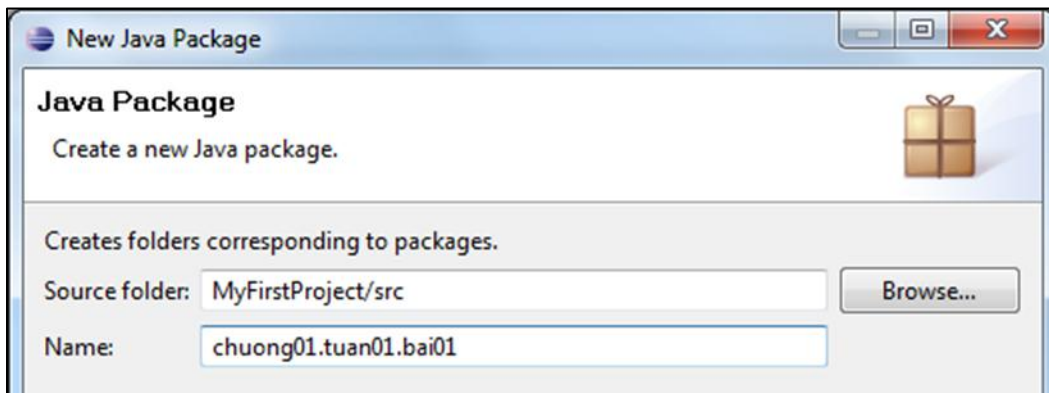 New Java Package
Java Package
Create a new Java package.
Creates folders corresponding to packages.
Source folder: MyFirstProject/src Browse...
Name: chuong01.tuan01.bai01